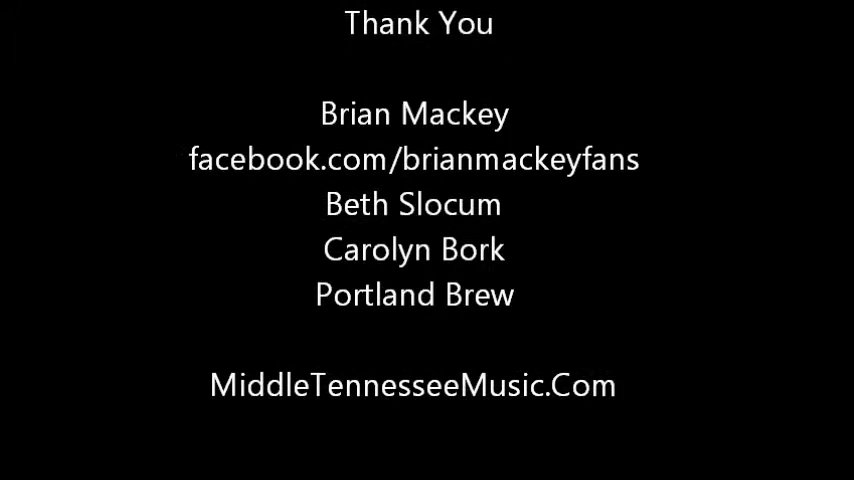 Thank You
Brian Mackey
facebook.com/brianmackeyfans
Beth Slocum
Carolyn Bork
Portland Brew
MiddleTennesseeMusic.Com